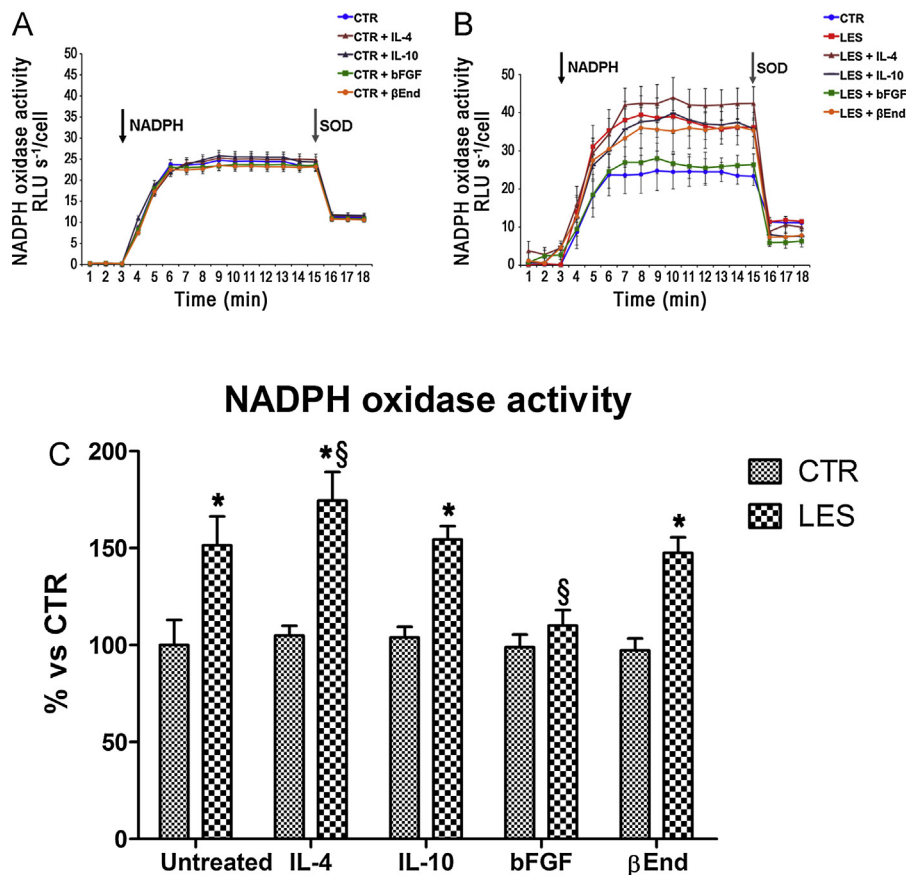 A
CTR
CTR + IL-4
CTR + IL-10
CTR + bFGF
CTR + βEnd
NADPH oxidase activity
RLU s⁻¹/cell
50
45
40
35
30
25
20
15
10
5
0
NADPH
SOD
1 2 3 4 5 6 7 8 9 10 11 12 13 14 15 16 17 18
Time (min)
B
CTR
LES
LES + IL-4
LES + IL-10
LES + bFGF
LES + βEnd
NADPH oxidase activity
RLU s⁻¹/cell
50
40
30
20
10
0
NADPH
SOD
1 2 3 4 5 6 7 8 9 10 11 12 13 14 15 16 17 18
Time (min)
NADPH oxidase activity
C
% vs CTR
200
150
100
50
0
*
*§
*
§
*
CTR
LES
Untreated IL-4 IL-10 bFGF βEnd